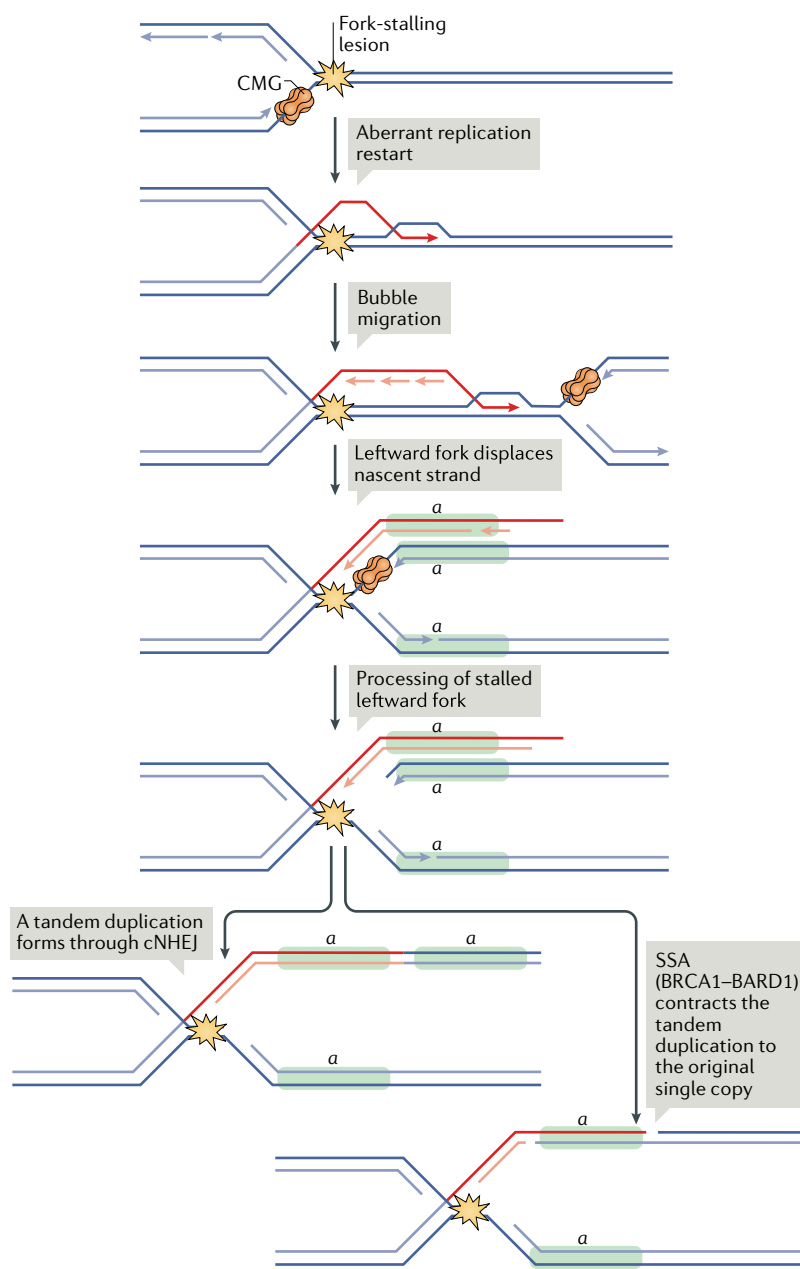 Fork-stalling
lesion
CMG
Aberrant replication
restart
Bubble
migration
Leftward fork displaces
nascent strand
a
a
a
Processing of stalled
leftward fork
a
a
a
A tandem duplication
forms through cNHEJ
a
a
a
SSA
(BRCA1–BARD1)
contracts the
tandem
duplication to
the original
single copy
a
a